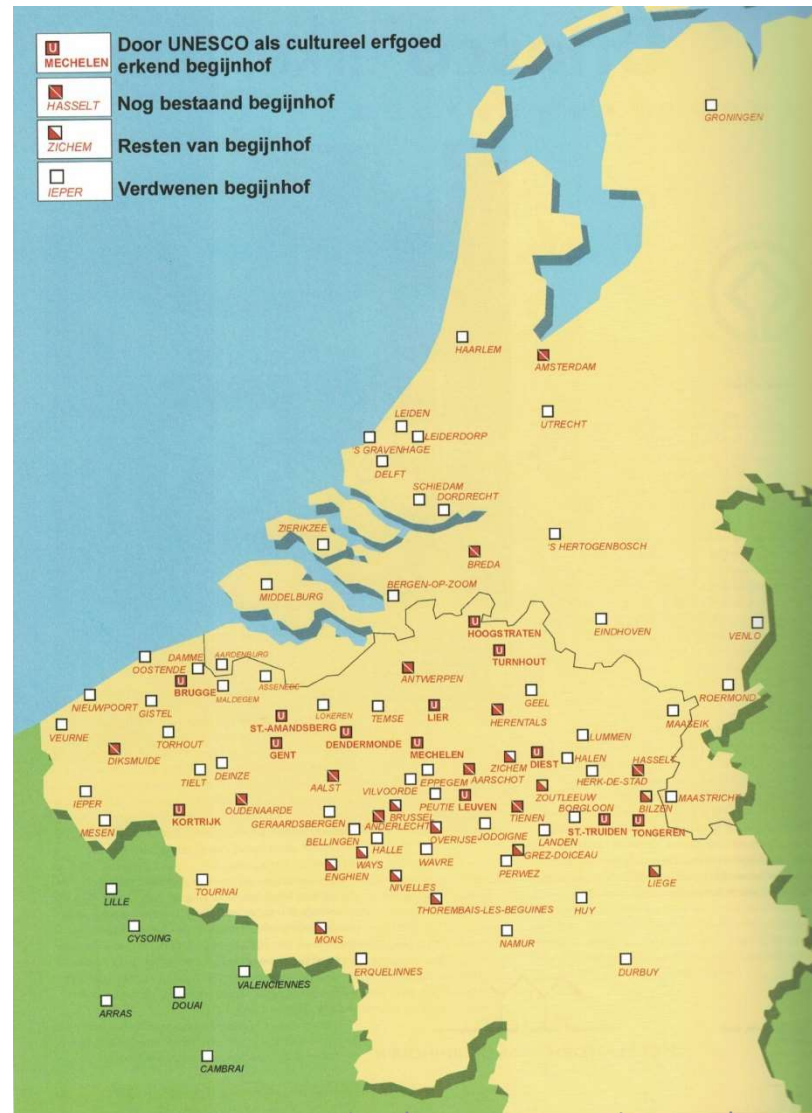 U
MECHELEN
Door UNESCO als cultureel erfgoed
erkend begijnhof
HASSELT
Nog bestaand begijnhof
ZICHEM
Resten van begijnhof
IEPER
Verdwenen begijnhof
GRONINGEN
HAARLEM
AMSTERDAM
LEIDEN
UTRECHT
LEIDERDORP
'S GRAVENHAGE
DELFT
SCHIEDAM
DORDRECHT
ZIERIKZEE
'S HERTOGENBOSCH
BREDA
MIDDELBURG
BERGEN-OP-ZOOM
EINDHOVEN
VENLO
U
HOOGSTRATEN
U
TURNHOUT
DAMME
AARDENBURG
OOSTENDE
U
BRUGGE
ASSENEDE
MALDEGEM
ANTWERPEN
ROERMOND
NIEUWPOORT
GISTEL
LOKEREN
TEMSE
U
LIER
GEEL
HERENTALS
MAASEIK
U
ST.-AMANDSBERG
VEURNE
TORHOUT
U
DENDERMONDE
LUMMEN
DIKSMUIDE
U
GENT
U
MECHELEN
ZICHEM
U
DIEST
HALEN
HASSELT
TIELT
DEINZE
AALST
VILVOORDE
EPPEGEM
AARSCHOT
HERK-DE-STAD
IEPER
OUDENAARDE
PEUTIE
U
LEUVEN
ZOUTLEEUW
BILZEN
MAASTRICHT
MESEN
U
KORTRIJK
GERAARDSBERGEN
BRUSSEL
ANDERLECHT
TIENEN
BORGLOON
BELLINGEN
HALLE
OVERIJSE
JODOIGNE
LANDEN
U
ST.-TRUIDEN
U
TONGEREN
WAYS
WAVRE
GREZ-DOICEAU
PERWEZ
TOURNAI
ENGHIEN
NIVELLES
LIEGE
LILLE
THOREMBAIS-LES-BEGUINES
HUY
CYSOING
MONS
NAMUR
ERQUELINNES
DURBUY
VALENCIENNES
ARRAS
DOUAI
CAMBRAI